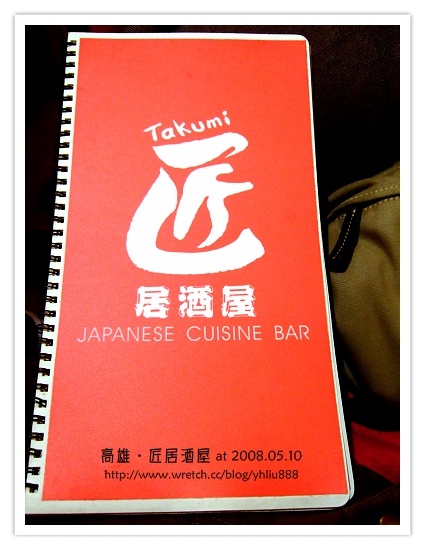 Takumi
匠
居酒屋
JAPANESE CUISINE BAR
高雄・匠居酒屋 at 2008.05.10
http://www.wretch.cc/blog/yhliu888